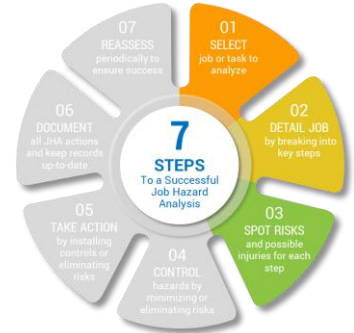 7
STEPS
To a Successful
Job Hazard
Analysis
01
SELECT
job or task to
analyze
02
DETAIL JOB
by breaking into
key steps
03
SPOT RISKS
and possible
injuries for each
step
04
CONTROL
hazards by
minimizing or
eliminating risks
05
TAKE ACTION
by installing
controls or
eliminating
risks
06
DOCUMENT
all JHA actions
and keep records
up-to-date
07
REASSESS
periodically to
ensure success